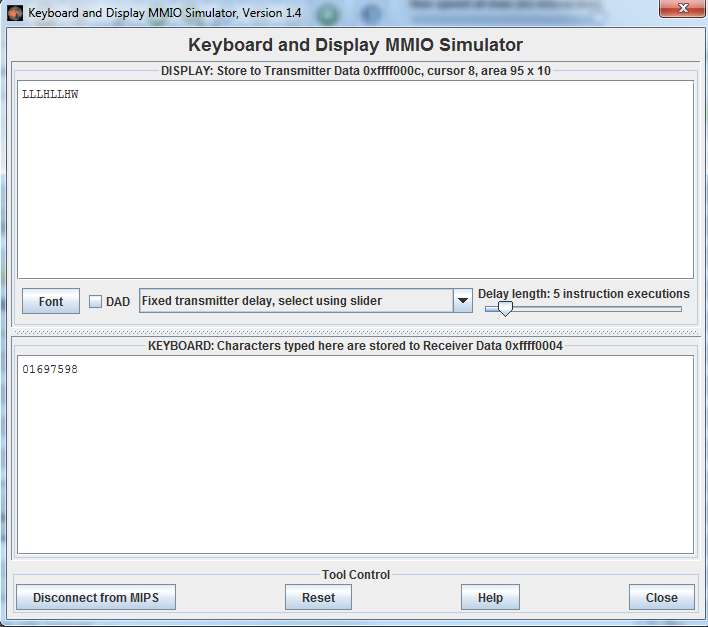 Keyboard and Display MMIO Simulator, Version 1.4
Keyboard and Display MMIO Simulator
DISPLAY: Store to Transmitter Data 0xffff000c, cursor 8, area 95 x 10
LLLHLLHW
Font
DAD
Fixed transmitter delay, select using slider
Delay length: 5 instruction executions
KEYBOARD: Characters typed here are stored to Receiver Data 0xffff0004
01697598
Tool Control
Disconnect from MIPS
Reset
Help
Close